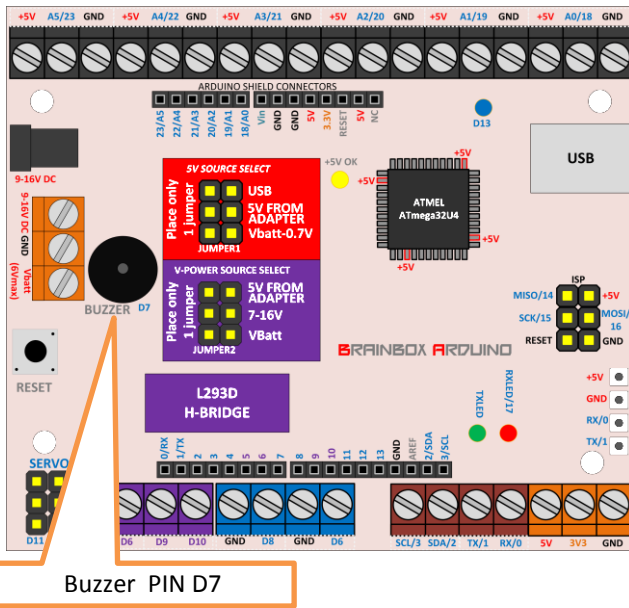 +5V A5/23 GND +5V A4/22 GND +5V A3/21 GND +5V A2/20 GND +5V A1/19 GND +5V A0/18 GND
ARDUINO SHIELD CONNECTORS
23/A5 22/A4 21/A3 20/A2 19/A1 18/A0 Vin GND GND 5V 3.3V RESET 5V NC
D13
9-16V DC
+5V OK
USB
5V SOURCE SELECT
Place only
1 jumper
USB
5V FROM
ADAPTER
Vbatt-0.7V
JUMPER1
+5V
+5V
ATMEL
ATmega32U4
+5V
+5V
9-16V DC GND Vbatt
(6Vmax)
BUZZER D7
V-POWER SOURCE SELECT
Place only
1 jumper
5V FROM
ADAPTER
7-16V
VBatt
JUMPER2
ISP
MISO/14 +5V
SCK/15 MOSI/
16
RESET GND
BRAINBOX ARDUINO
RESET
L293D
H-BRIDGE
TXLED RXLED/17
+5V
GND
RX/0
TX/1
0/RX 1/TX 2 3 4 5 6 7 8 9 10 11 12 13 GND AREF 2/SDA 3/SCL
SERVO
D11 D6 D9 D10 GND D8 GND D6 SCL/3 SDA/2 TX/1 RX/0 5V 3V3 GND
Buzzer PIN D7